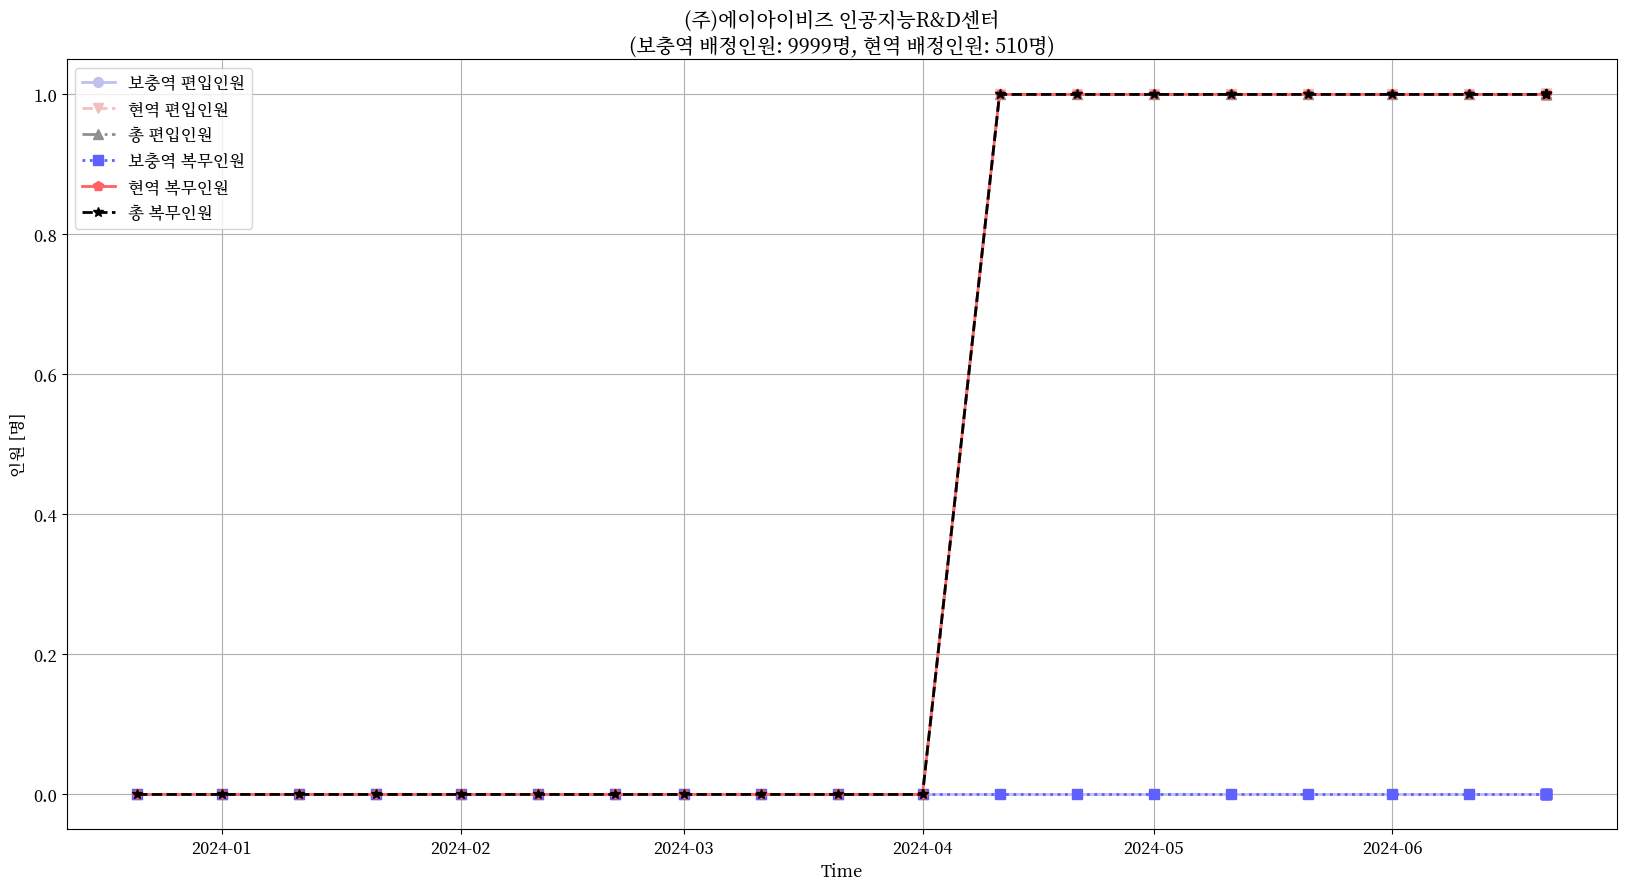 (주)에이아이비즈 인공지능R&D센터
(보충역 배정인원: 9999명, 현역 배정인원: 510명)
보충역 편입인원
현역 편입인원
총 편입인원
보충역 복무인원
현역 복무인원
총 복무인원
1.0
0.8
0.6
0.4
0.2
0.0
인원 [명]
2024-01
2024-02
2024-03
2024-04
2024-05
2024-06
Time